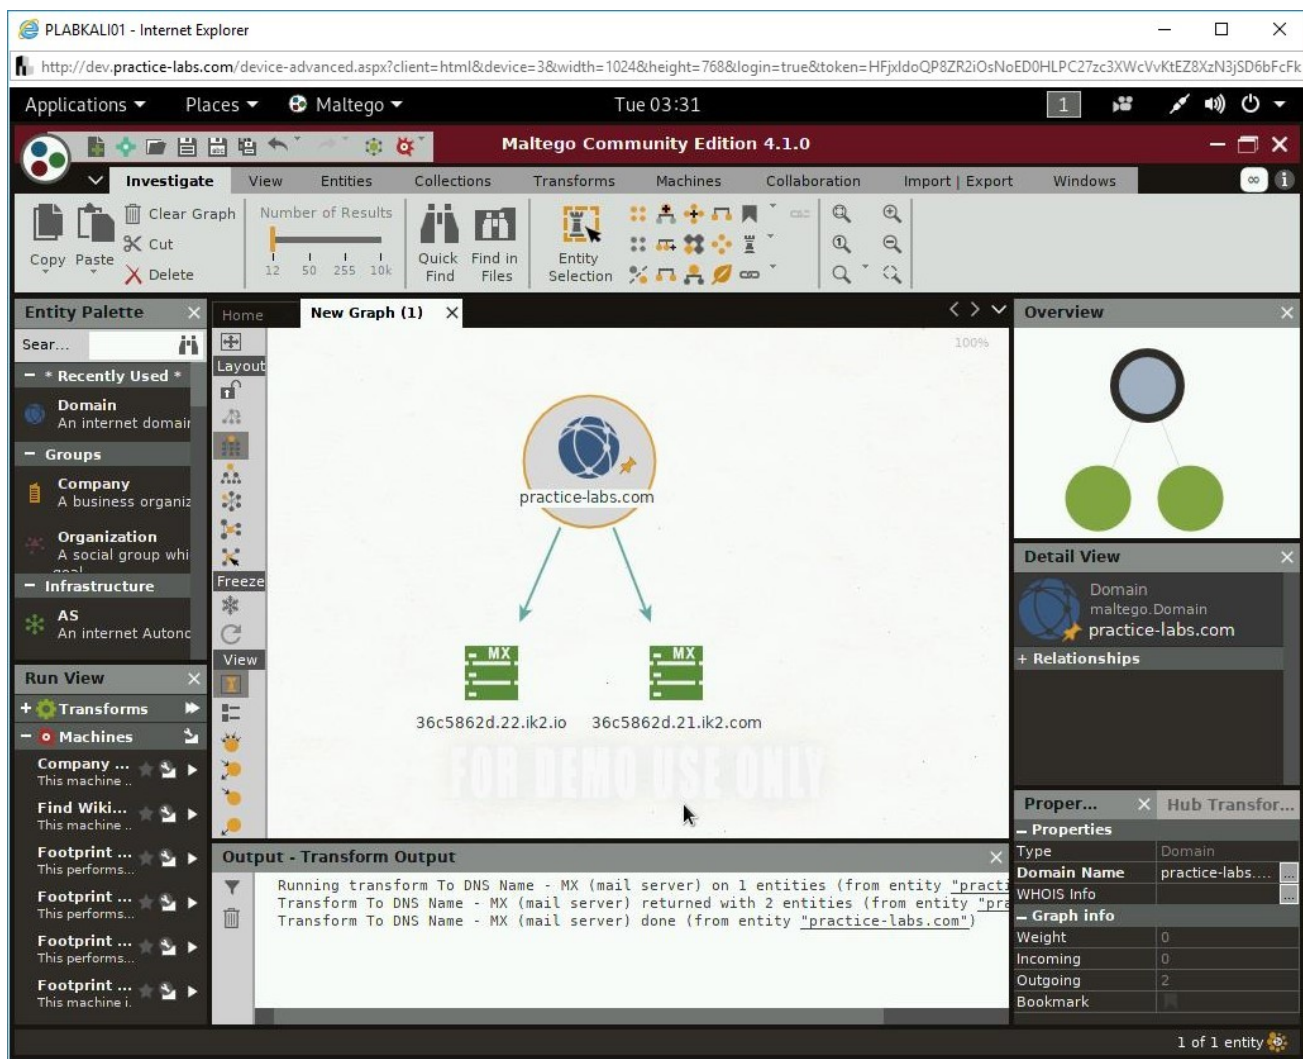 PLABKALI01 - Internet Explorer
http://dev.practice-labs.com/device-advanced.aspx?client=html&device=3&width=1024&height=768&login=true&token=HFjxIdoQP8ZR2iOsNoED0HLPC27zc3XWcVvKtEZ8XzN3jSD6bFcFk
Applications Places Maltego Tue 03:31 1
Maltego Community Edition 4.1.0
Investigate View Entities Collections Transforms Machines Collaboration Import | Export Windows
Copy Paste Clear Graph Cut Delete
Number of Results
12 50 255 10k
Quick Find
Find in Files
Entity Selection
Entity Palette
Home New Graph (1)
Overview
Sear...
* Recently Used *
Domain
An internet domair
Groups
Company
A business organiz
Organization
A social group whi
Infrastructure
AS
An internet Autonc
Run View
Transforms
Machines
Company ...
This machine ..
Find Wiki...
This machine ..
Footprint ...
This performs...
Footprint ...
This performs...
Footprint ...
This performs...
Footprint ...
This machine i.
Layout
Freeze
View
100%
practice-labs.com
MX
36c5862d.22.ik2.io
MX
36c5862d.21.ik2.com
FOR DEMO USE ONLY
Output - Transform Output
Running transform To DNS Name - MX (mail server) on 1 entities (from entity "practi
Transform To DNS Name - MX (mail server) returned with 2 entities (from entity "pra
Transform To DNS Name - MX (mail server) done (from entity "practice-labs.com")
Detail View
Domain
maltego.Domain
practice-labs.com
+ Relationships
Proper... Hub Transfor...
Properties
Type Domain
Domain Name practice-labs.... ...
WHOIS Info ...
Graph info
Weight 0
Incoming 0
Outgoing 2
Bookmark
1 of 1 entity